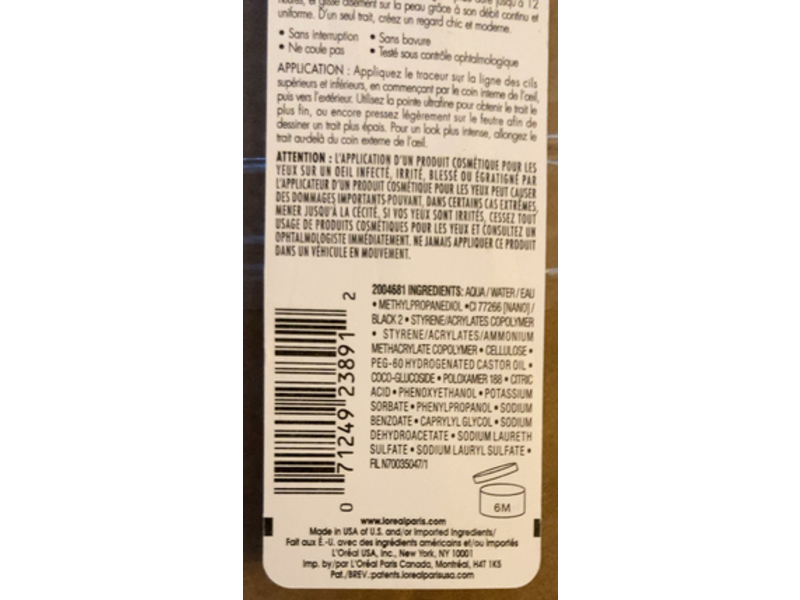 heures, et glisse aisément sur la peau grâce à son débit continu et
uniforme. D'un seul trait, créez un regard chic et moderne.
• Sans interruption • Sans bavure
• Ne coule pas • Testé sous contrôle ophtalmologique
APPLICATION : Appliquez le traceur sur la ligne des cils
supérieurs et inférieurs, en commençant par le coin interne de l'œil,
puis vers l'extérieur. Utilisez la pointe ultrafine pour obtenir le trait le
plus fin, ou encore pressez légèrement sur le feutre afin de
dessiner un trait plus épais. Pour un look plus intense, allongez le
trait au-delà du coin externe de l'œil.
ATTENTION : L'APPLICATION D'UN PRODUIT COSMÉTIQUE POUR LES
YEUX SUR UN OEIL INFECTÉ, IRRITÉ, BLESSÉ OU ÉGRATIGNÉ PAR
L'APPLICATEUR D'UN PRODUIT COSMÉTIQUE POUR LES YEUX PEUT CAUSER
DES DOMMAGES IMPORTANTS POUVANT, DANS CERTAINS CAS EXTRÊMES,
MENER JUSQU'À LA CÉCITÉ. SI VOS YEUX SONT IRRITÉS, CESSEZ TOUT
USAGE DE PRODUITS COSMÉTIQUES POUR LES YEUX ET CONSULTEZ UN
OPHTALMOLOGISTE IMMÉDIATEMENT. NE JAMAIS APPLIQUER CE PRODUIT
DANS UN VÉHICULE EN MOUVEMENT.
2004681 INGREDIENTS: AQUA / WATER / EAU
• METHYLPROPANEDIOL • CI 77266 [NANO] /
BLACK 2 • STYRENE/ACRYLATES COPOLYMER
• STYRENE/ACRYLATES/AMMONIUM
METHACRYLATE COPOLYMER • CELLULOSE •
PEG-60 HYDROGENATED CASTOR OIL •
COCO-GLUCOSIDE • POLOXAMER 188 • CITRIC
ACID • PHENOXYETHANOL • POTASSIUM
SORBATE • PHENYLPROPANOL • SODIUM
BENZOATE • CAPRYLYL GLYCOL • SODIUM
DEHYDROACETATE • SODIUM LAURETH
SULFATE • SODIUM LAURYL SULFATE •
FIL N70035047/1
0 71249 23891 2
6M
www.lorealparis.com
Made in USA of U.S. and/or Imported Ingredients/
Fait aux É.-U. avec des ingrédients américains et/ou importés
L'Oréal USA, Inc., New York, NY 10001
Imp. by/par L'Oréal Paris Canada, Montréal, H4T 1K5
Pat./BREV.:patents.lorealparisusa.com